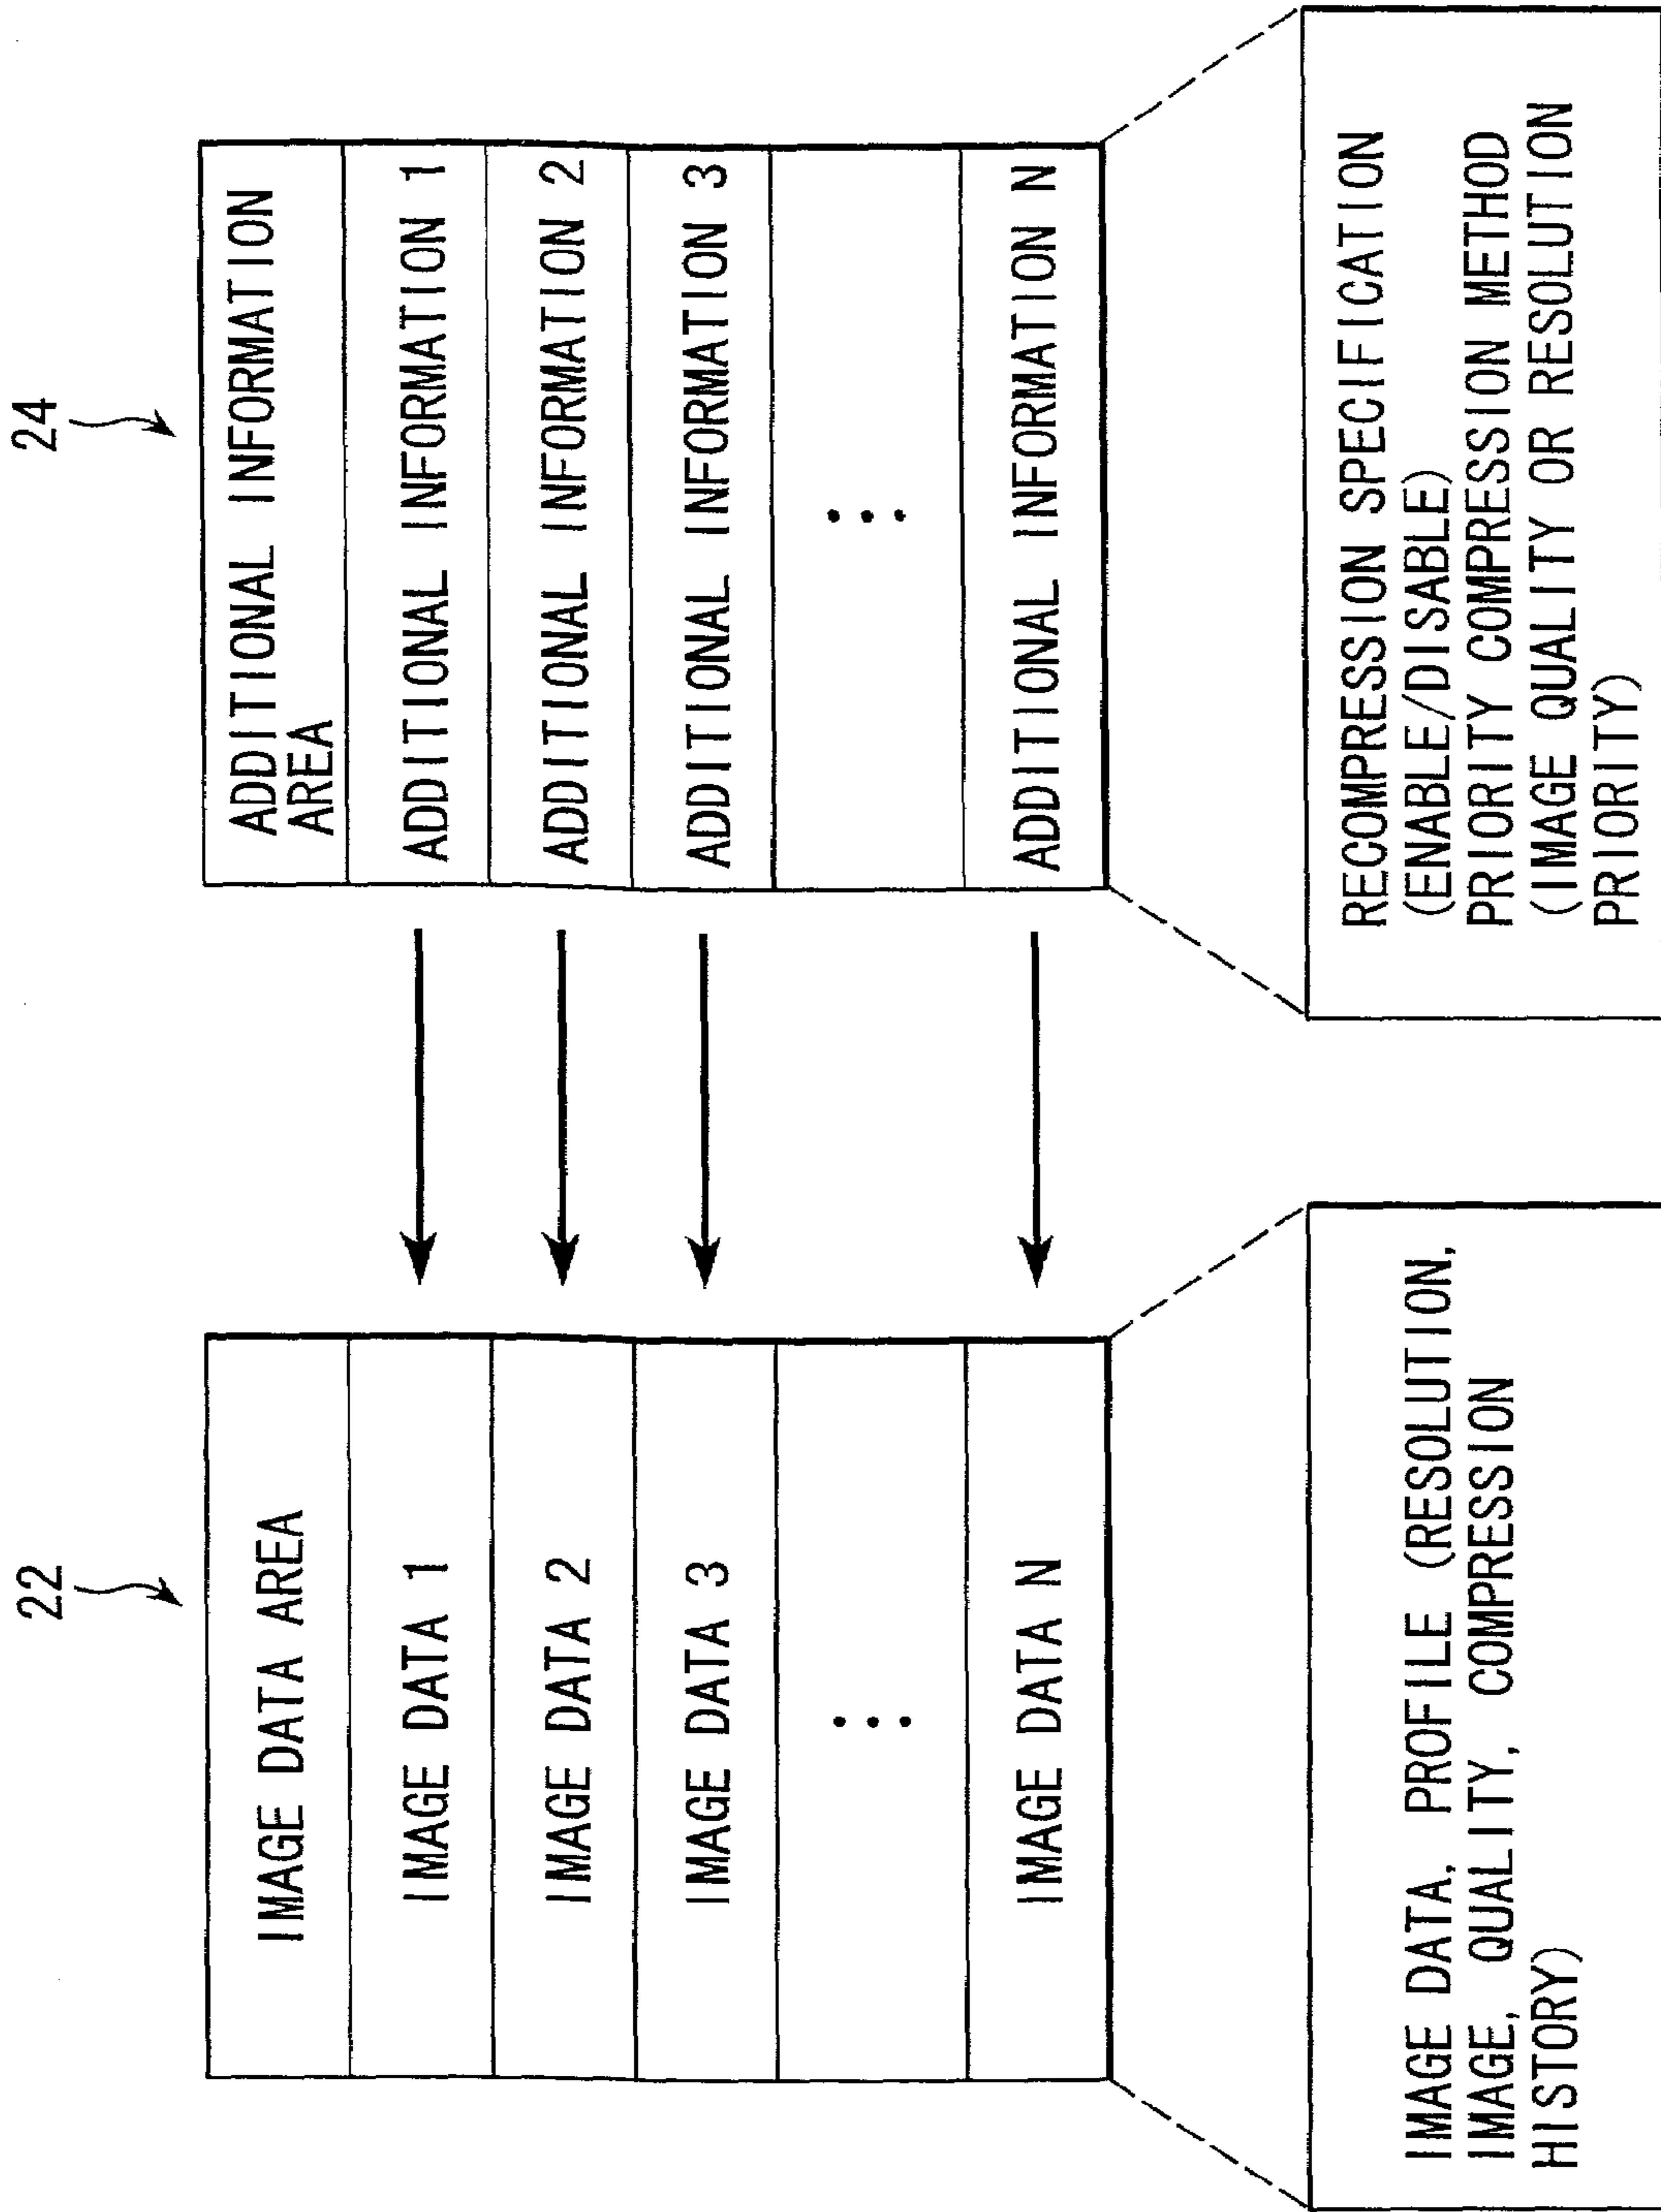 22
IMAGE DATA AREA
IMAGE DATA 1
IMAGE DATA 2
IMAGE DATA 3
...
IMAGE DATA N
IMAGE DATA, PROFILE (RESOLUTION,
IMAGE, QUALITY, COMPRESSION
HISTORY)
24
ADDITIONAL INFORMATION
AREA
ADDITIONAL INFORMATION 1
ADDITIONAL INFORMATION 2
ADDITIONAL INFORMATION 3
...
ADDITIONAL INFORMATION N
RECOMPRESSION SPECIFICATION
(ENABLE/DISABLE)
PRIORITY COMPRESSION METHOD
(IMAGE QUALITY OR RESOLUTION
PRIORITY)